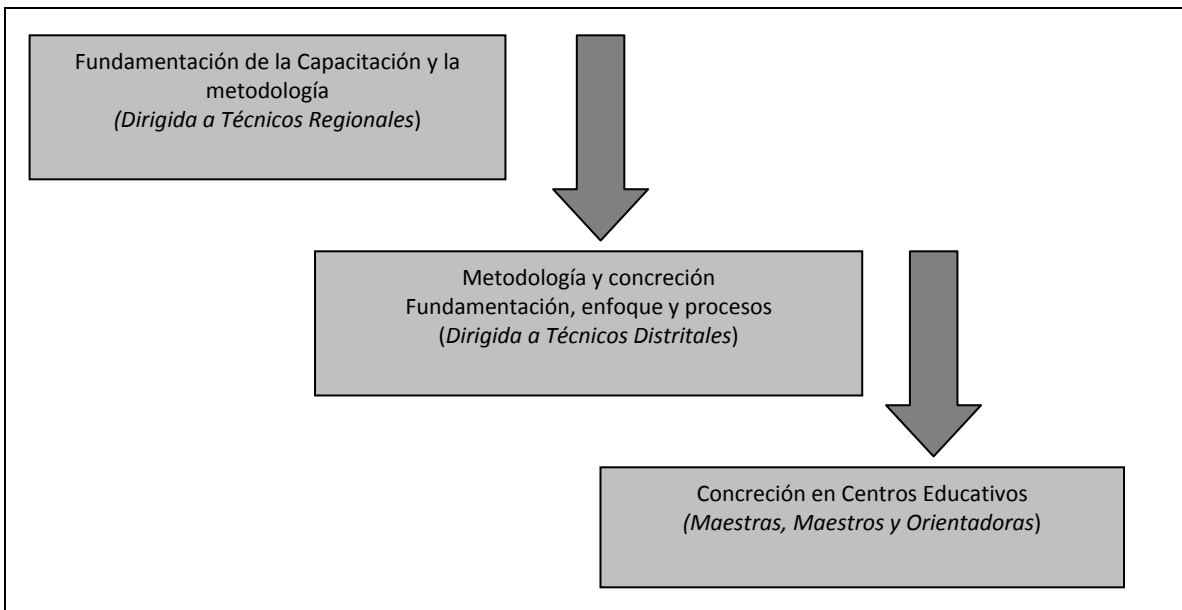 Fundamentación de la Capacitación y la
metodología
(Dirigida a Técnicos Regionales)
Metodología y concreción
Fundamentación, enfoque y procesos
(Dirigida a Técnicos Distritales)
Concreción en Centros Educativos
(Maestras, Maestros y Orientadoras)